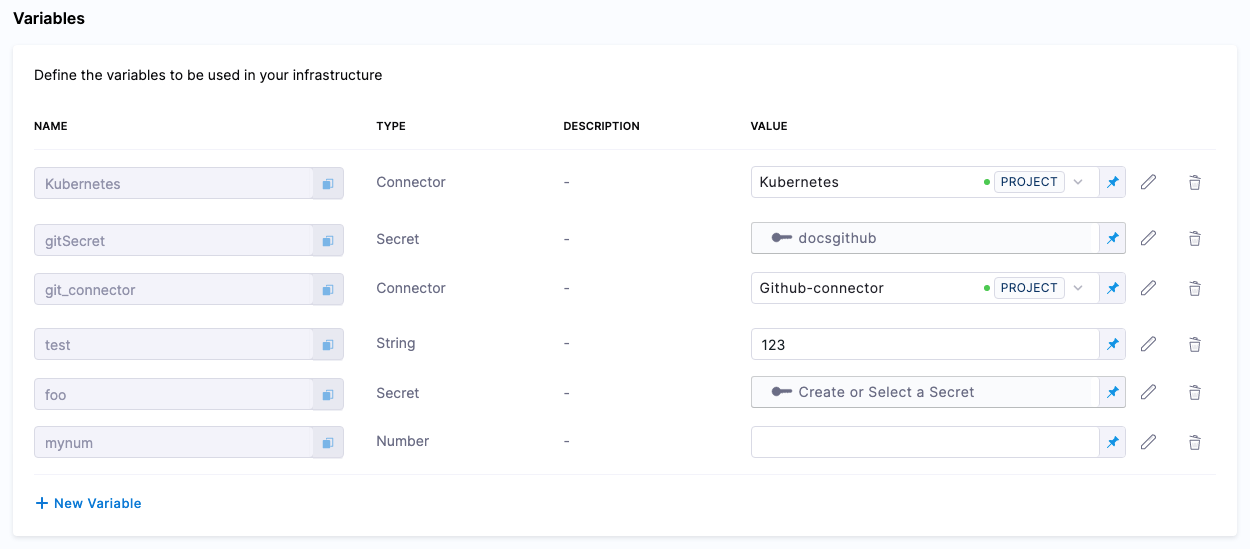 Variables
Define the variables to be used in your infrastructure
NAME TYPE DESCRIPTION VALUE
Kubernetes Connector - Kubernetes PROJECT
gitSecret Secret - docsgithub
git_connector Connector - Github-connector PROJECT
test String - 123
foo Secret - Create or Select a Secret
mynum Number -
+ New Variable